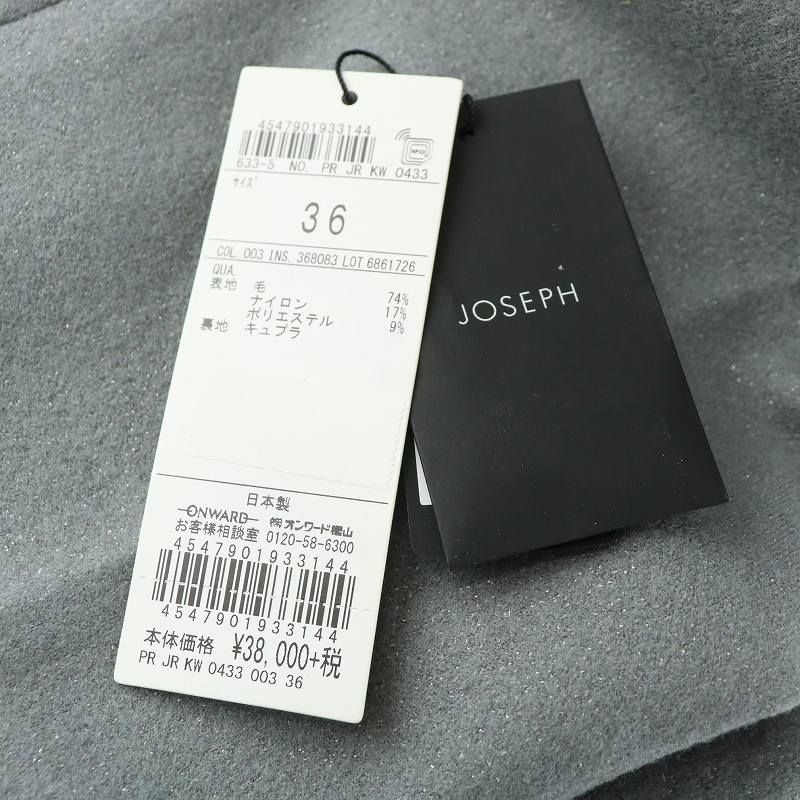 4547901933144
RFID
633-5 NO. PR JR KW 0433
サイズ
36
COL. 003 INS. 368083 LOT 6861726
QUA.
表地 毛 74%
ナイロン 17%
ポリエステル 9%
裏地 キュプラ
日本製
ONWARD ㈱オンワード樫山
お客様相談室 0120-58-6300
4547901933144
4547901933144
本体価格 ¥38,000+税
PR JR KW 0433 003 36
JOSEPH